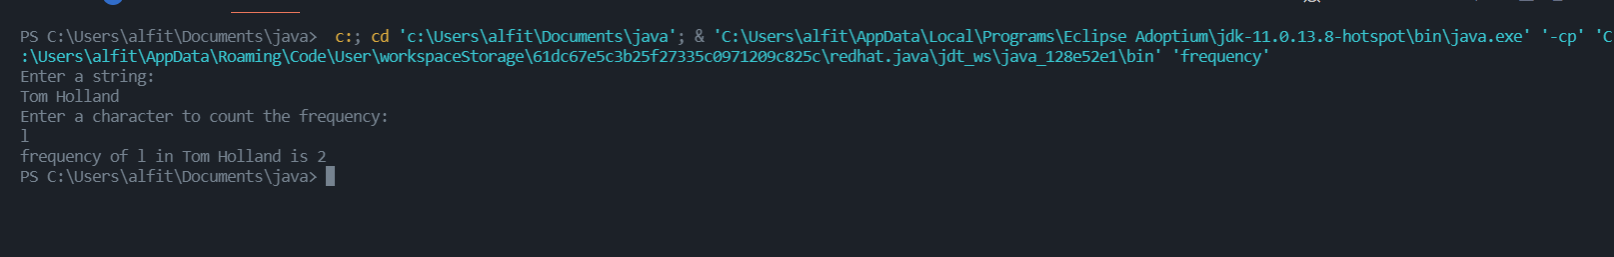 PS C:\Users\alfit\Documents\java>  c:; cd 'c:\Users\alfit\Documents\java'; & 'C:\Users\alfit\AppData\Local\Programs\Eclipse Adoptium\jdk-11.0.13.8-hotspot\bin\java.exe' '-cp' 'C
:\Users\alfit\AppData\Roaming\Code\User\workspaceStorage\61dc67e5c3b25f27335c0971209c825c\redhat.java\jdt_ws\java_128e52e1\bin' 'frequency'
Enter a string:
Tom Holland
Enter a character to count the frequency:
l
frequency of l in Tom Holland is 2
PS C:\Users\alfit\Documents\java>